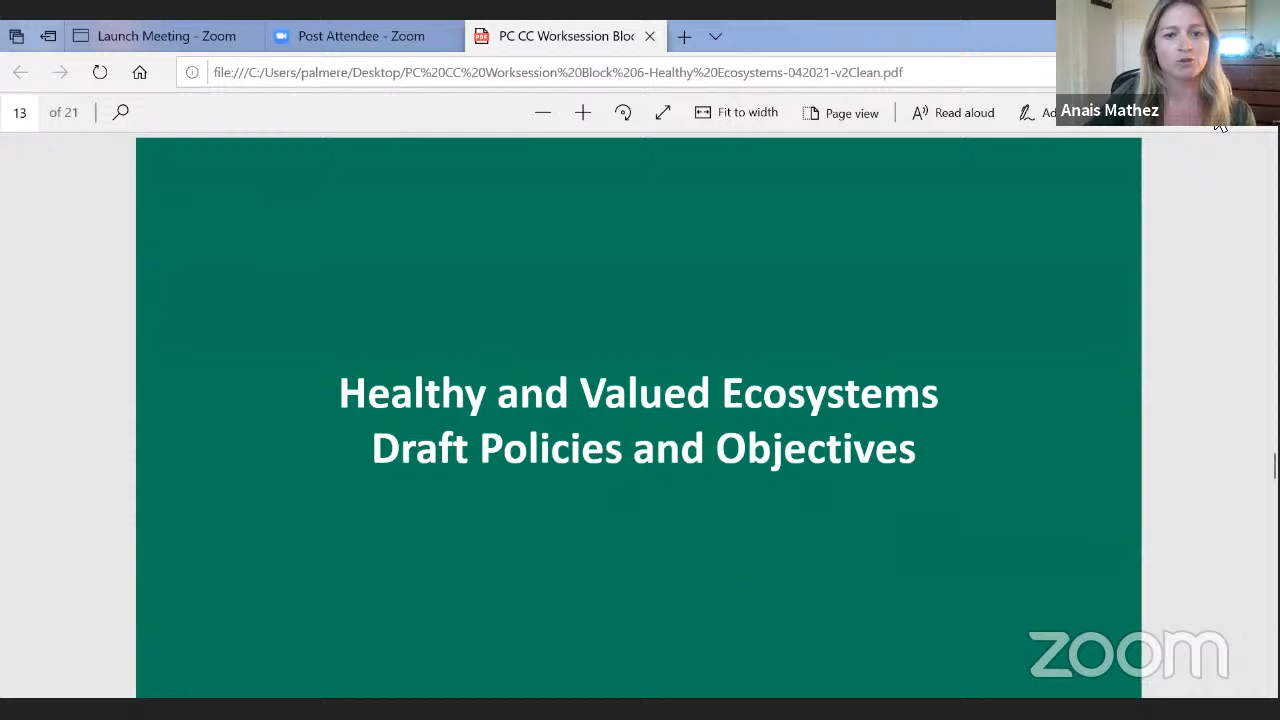 Launch Meeting - Zoom
Post Attendee - Zoom
PC CC Worksession Bloc
file:///C:/Users/palmere/Desktop/PC%20CC%20Worksession%20Block%206-Healthy%20Ecosystems-042021-v2Clean.pdf
13 of 21
Fit to width
Page view
Read aloud
Anais Mathez
Healthy and Valued Ecosystems
Draft Policies and Objectives
zoom